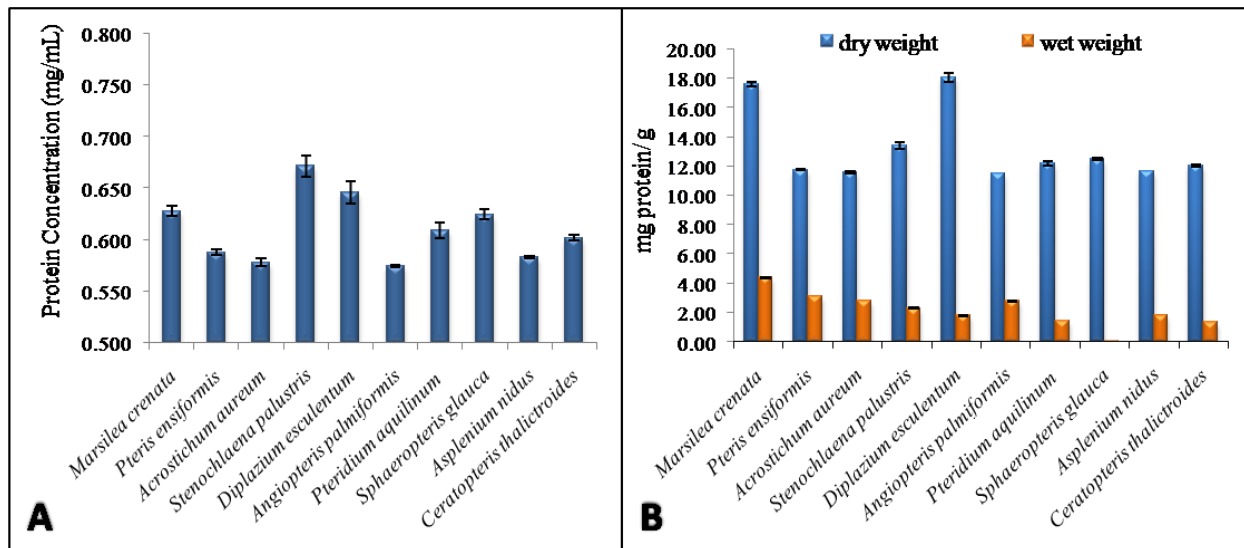 Protein Concentration (mg/mL)
0.800
0.750
0.700
0.650
0.600
0.550
0.500
Marsilea crenata
Pteris ensiformis
Acrostichum aureum
Stenochlaena palustris
Diplazium esculentum
Angiopteris palmiformis
Pteridium aquilinum
Sphaeropteris glauca
Asplenium nidus
Ceratopteris thalictroides
A
mg protein/ g
20.00
18.00
16.00
14.00
12.00
10.00
8.00
6.00
4.00
2.00
0.00
dry weight
wet weight
Marsilea crenata
Pteris ensiformis
Acrostichum aureum
Stenochlaena palustris
Diplazium esculentum
Angiopteris palmiformis
Pteridium aquilinum
Sphaeropteris glauca
Asplenium nidus
Ceratopteris thalictroides
B